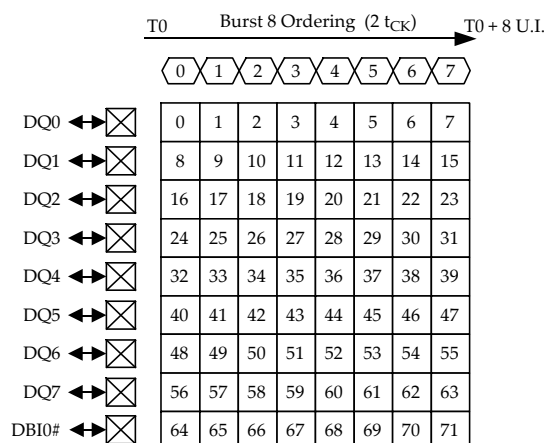 T0 Burst 8 Ordering (2 tCK) T0 + 8 U.I.
0 1 2 3 4 5 6 7
DQ0 0 1 2 3 4 5 6 7
DQ1 8 9 10 11 12 13 14 15
DQ2 16 17 18 19 20 21 22 23
DQ3 24 25 26 27 28 29 30 31
DQ4 32 33 34 35 36 37 38 39
DQ5 40 41 42 43 44 45 46 47
DQ6 48 49 50 51 52 53 54 55
DQ7 56 57 58 59 60 61 62 63
DBI0# 64 65 66 67 68 69 70 71